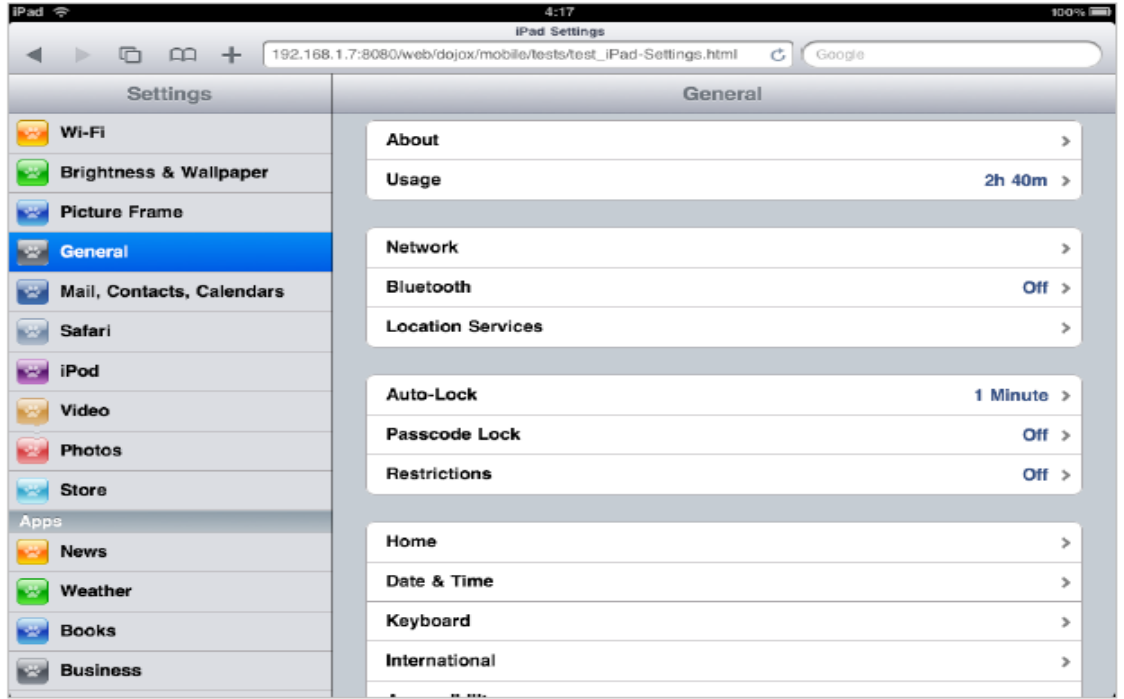 iPad 4:17 100%
iPad Settings
192.168.1.7:8080/web/dojox/mobile/tests/test_iPad-Settings.html Google
Settings
Wi-Fi
Brightness & Wallpaper
Picture Frame
General
Mail, Contacts, Calendars
Safari
iPod
Video
Photos
Store
Apps
News
Weather
Books
Business
General
About
Usage 2h 40m
Network
Bluetooth Off
Location Services
Auto-Lock 1 Minute
Passcode Lock Off
Restrictions Off
Home
Date & Time
Keyboard
International